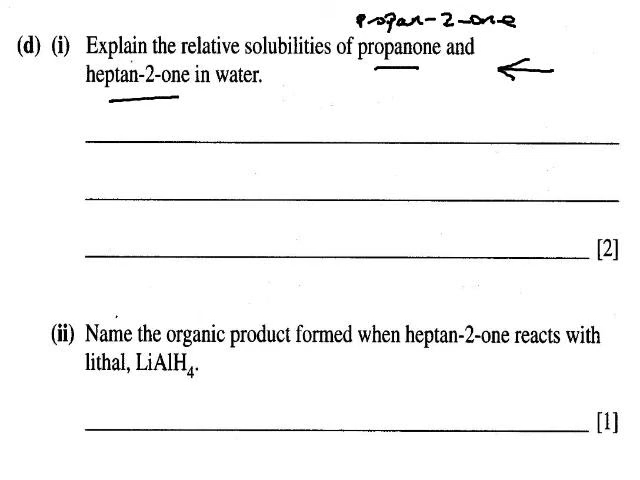 propan-2-one
(d) (i) Explain the relative solubilities of propanone and
heptan-2-one in water.
[2]
(ii) Name the organic product formed when heptan-2-one reacts with
lithal, LiAlH₄.
[1]